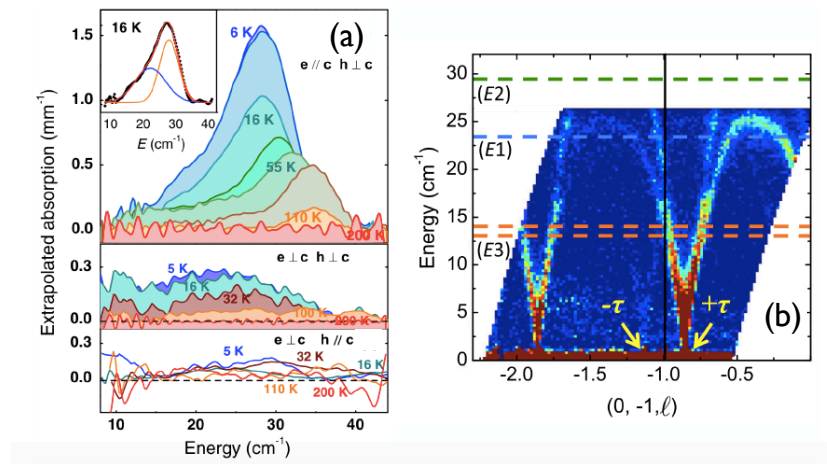 16 K
10 20 30 40
E (cm⁻¹)
(a)
6 K
e // c h ⊥ c
16 K
55 K
110 K
200 K
1.0
0.5
0.0
Extrapolated absorption (mm⁻¹)
e ⊥ c h ⊥ c
5 K
16 K
32 K
100 K
200 K
0.3
0.0
e ⊥ c h // c
5 K
32 K
16 K
110 K
200 K
0.3
0.0
10 20 30 40
Energy (cm⁻¹)
30
25
20
15
10
5
0
Energy (cm⁻¹)
(E2)
(E1)
(E3)
-τ
+τ
(b)
-2.0 -1.5 -1.0 -0.5
(0, -1,ℓ)